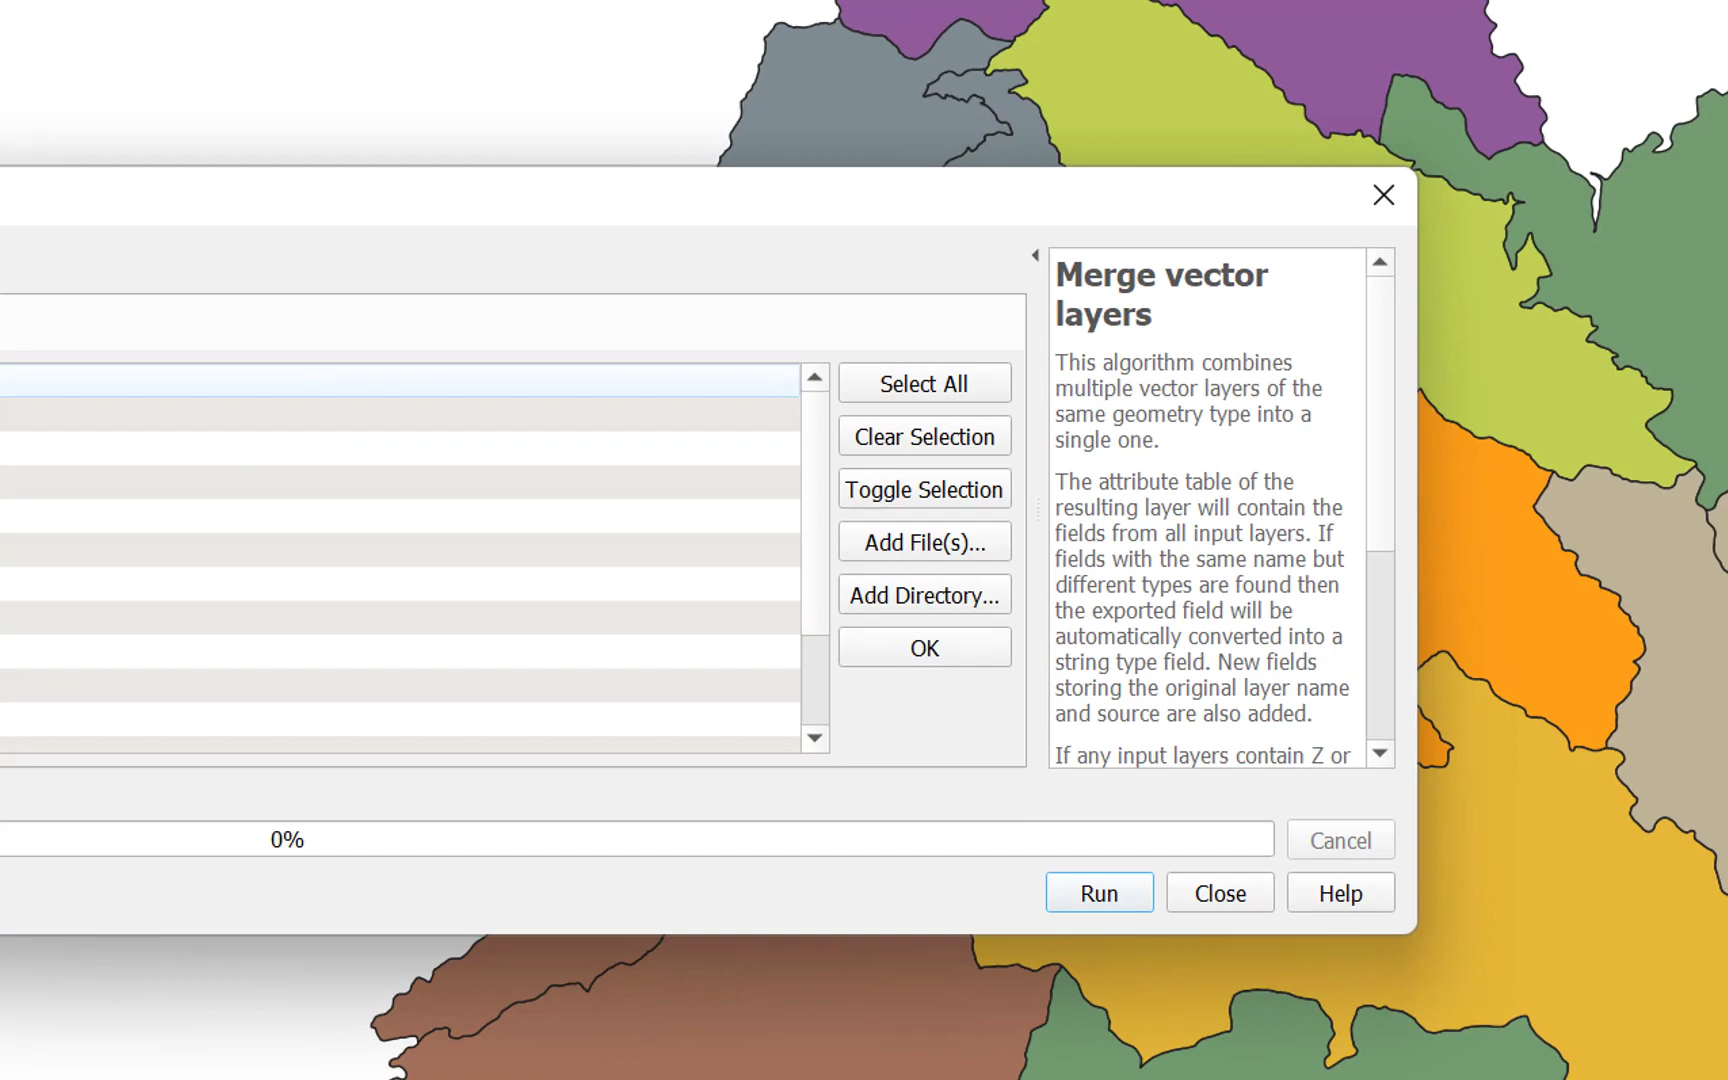 Merge vector
layers
This algorithm combines
multiple vector layers of the
same geometry type into a
single one.
The attribute table of the
resulting layer will contain the
fields from all input layers. If
fields with the same name but
different types are found then
the exported field will be
automatically converted into a
string type field. New fields
storing the original layer name
and source are also added.
If any input layers contain Z or
Select All
Clear Selection
Toggle Selection
Add File(s)...
Add Directory...
OK
0%
Cancel
Run
Close
Help